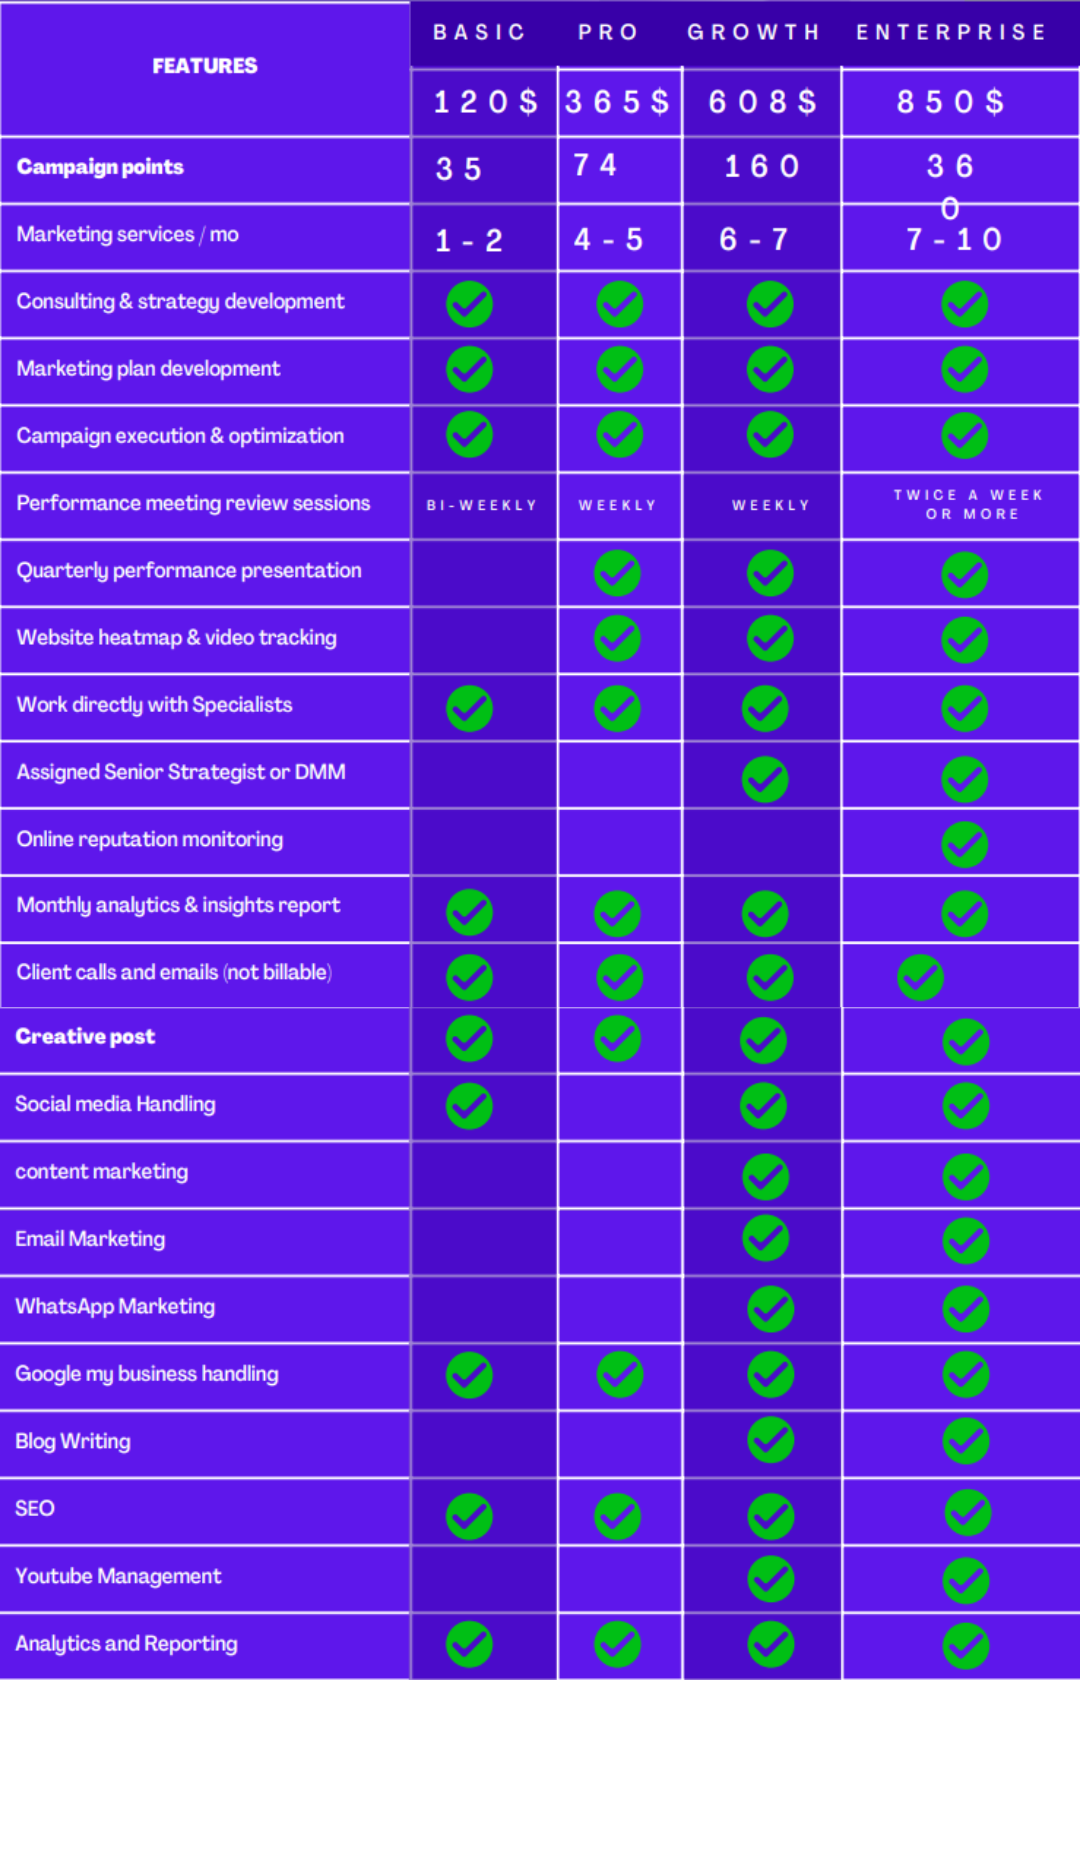 FEATURES
BASIC PRO GROWTH ENTERPRISE
120$ 365$ 608$ 850$
Campaign points 35 74 160 36
0
Marketing services / mo 1-2 4-5 6-7 7-10
Consulting & strategy development
Marketing plan development
Campaign execution & optimization
Performance meeting review sessions BI-WEEKLY WEEKLY WEEKLY TWICE A WEEK
OR MORE
Quarterly performance presentation
Website heatmap & video tracking
Work directly with Specialists
Assigned Senior Strategist or DMM
Online reputation monitoring
Monthly analytics & insights report
Client calls and emails (not billable)
Creative post
Social media Handling
content marketing
Email Marketing
WhatsApp Marketing
Google my business handling
Blog Writing
SEO
Youtube Management
Analytics and Reporting